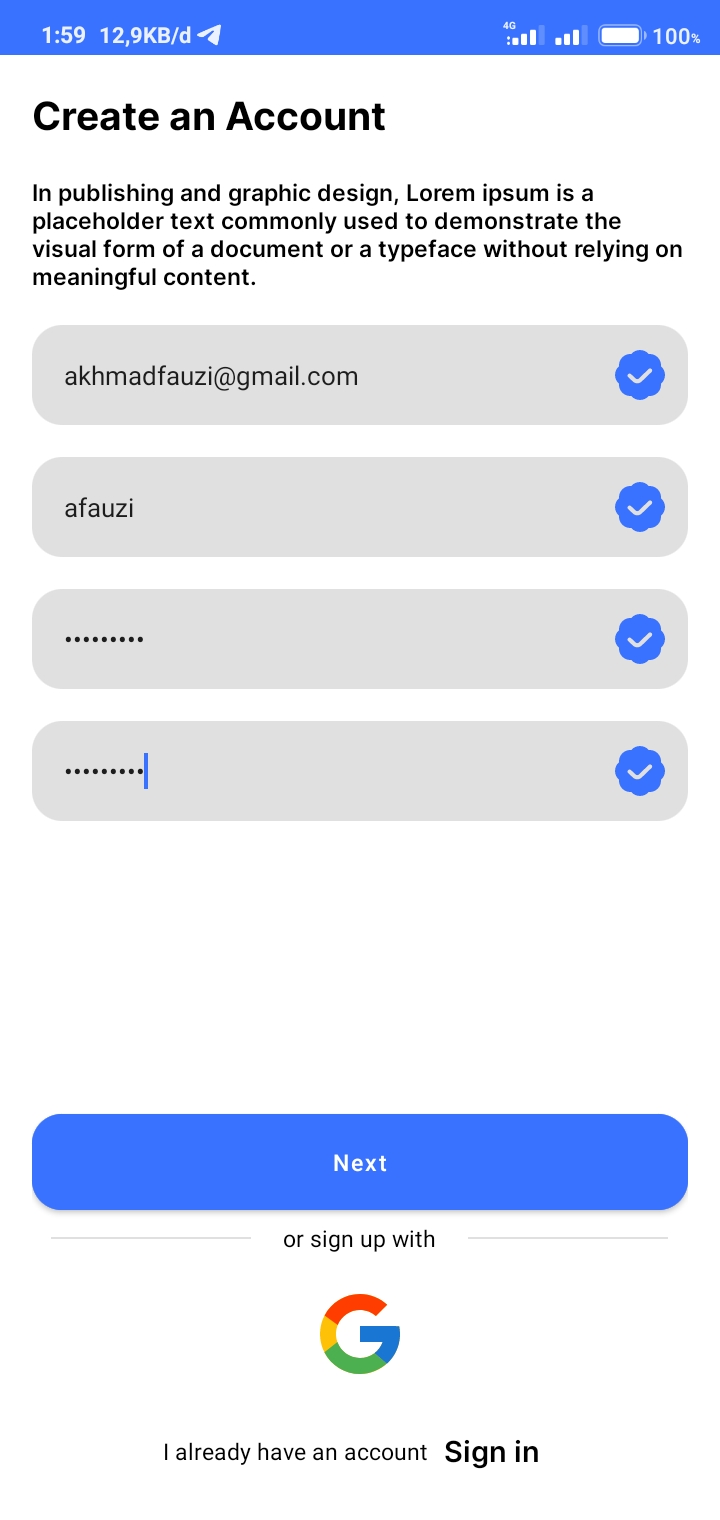 1:59 12,9KB/d 4G 100%
Create an Account
In publishing and graphic design, Lorem ipsum is a
placeholder text commonly used to demonstrate the
visual form of a document or a typeface without relying on
meaningful content.
akhmadfauzi@gmail.com
afauzi
•••••••••
•••••••••
Next
or sign up with
I already have an account Sign in